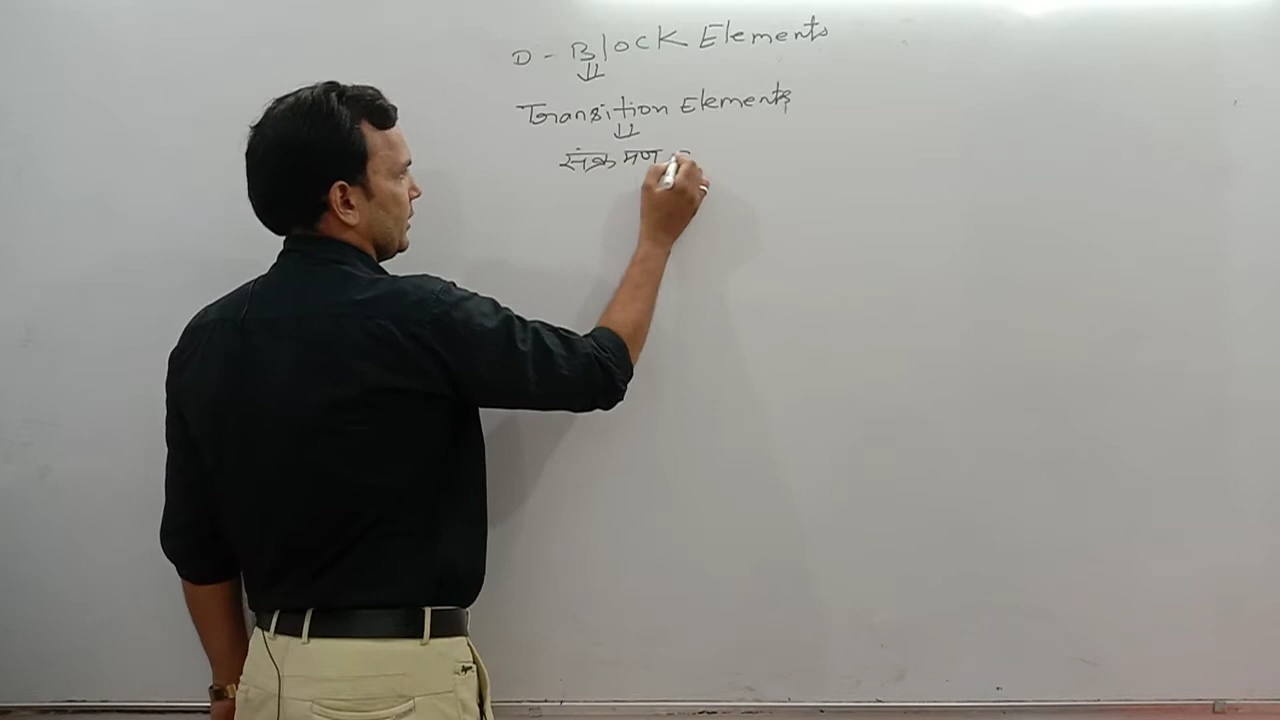 D - Block Elements
⇓
Transition Elements
⇓
संक्रमण